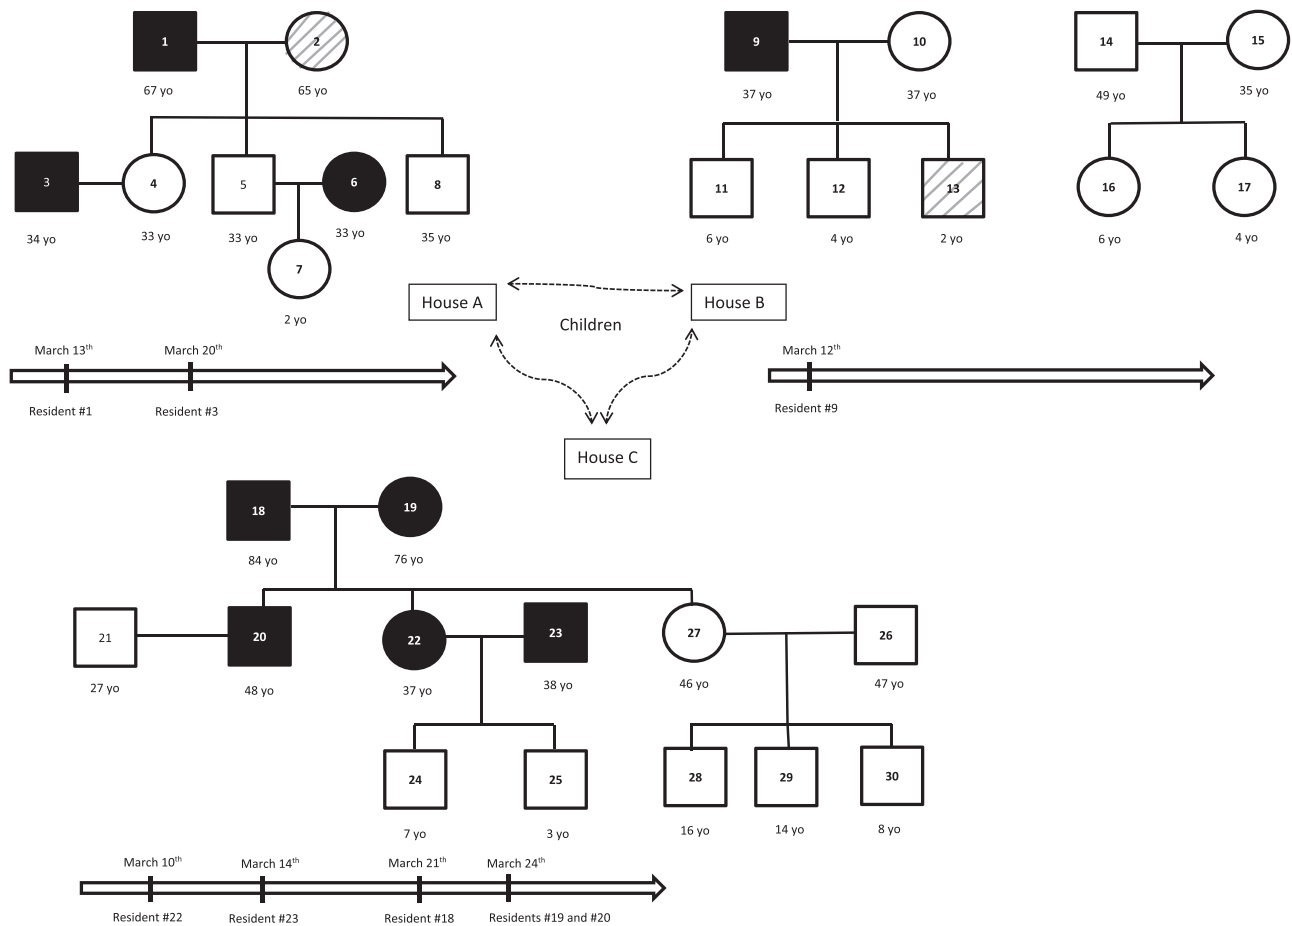 1 2 9 10 14 15
67 yo 65 yo 37 yo 37 yo 49 yo 35 yo
3 4 5 6 8 11 12 13 16 17
34 yo 33 yo 33 yo 33 yo 35 yo 6 yo 4 yo 2 yo 6 yo 4 yo
7
2 yo
House A House B
Children
March 13th March 20th March 12th
Resident #1 Resident #3 Resident #9
House C
18 19
84 yo 76 yo
21 20 22 23 27 26
27 yo 48 yo 37 yo 38 yo 46 yo 47 yo
24 25 28 29 30
7 yo 3 yo 16 yo 14 yo 8 yo
March 10th March 14th March 21th March 24th
Resident #22 Resident #23 Resident #18 Residents #19 and #20